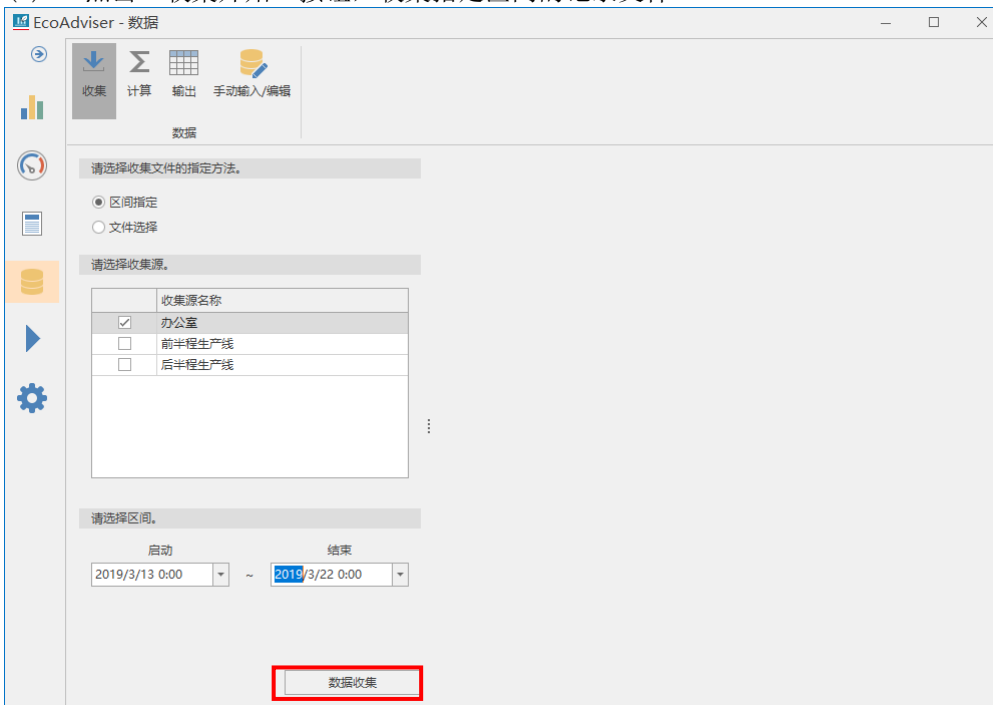 EcoAdviser - 数据
收集
计算
输出
手动输入/编辑
数据
请选择收集文件的指定方法。
区间指定
文件选择
请选择收集源。
收集源名称
办公室
前半程生产线
后半程生产线
请选择区间。
启动
结束
2019/3/13 0:00
~
2019/3/22 0:00
数据收集